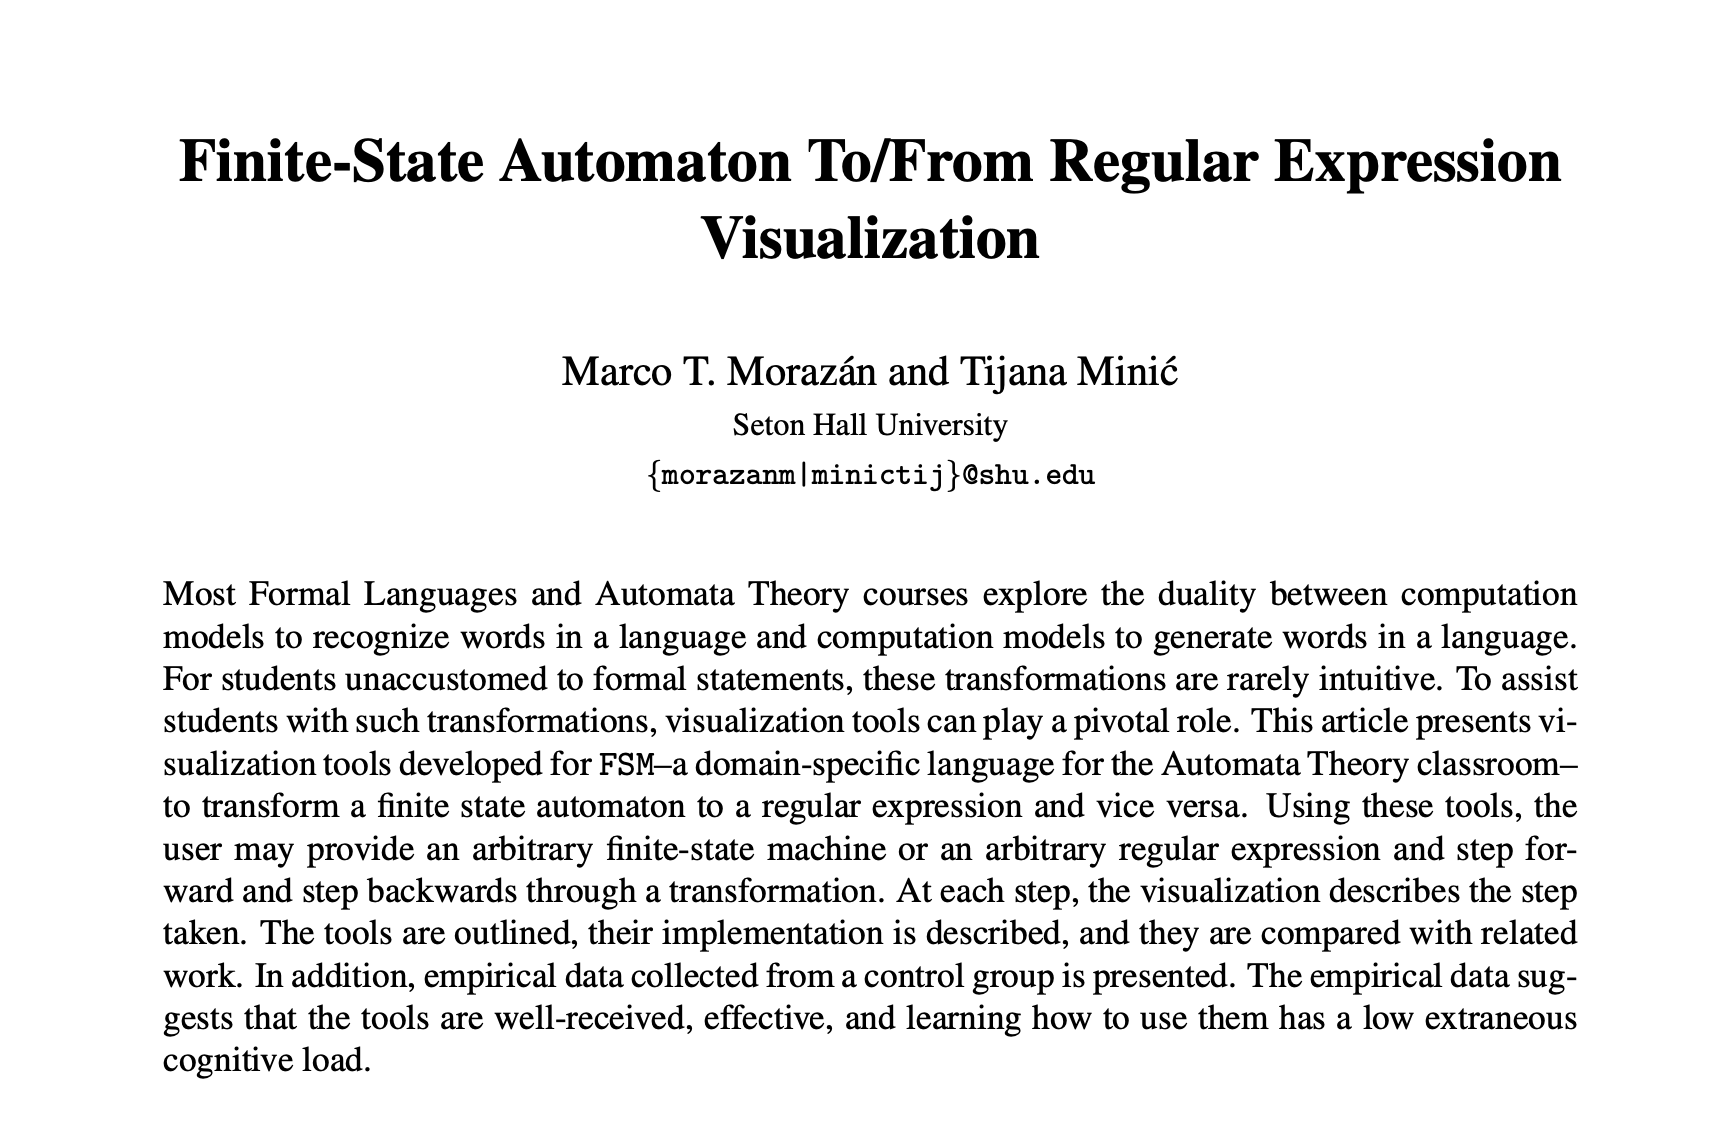 Finite-State Automaton To/From Regular Expression
Visualization
Marco T. Morazán and Tijana Minić
Seton Hall University
{morazanm|minictij}@shu.edu
Most Formal Languages and Automata Theory courses explore the duality between computation
models to recognize words in a language and computation models to generate words in a language.
For students unaccustomed to formal statements, these transformations are rarely intuitive. To assist
students with such transformations, visualization tools can play a pivotal role. This article presents vi-
sualization tools developed for FSM–a domain-specific language for the Automata Theory classroom–
to transform a finite state automaton to a regular expression and vice versa. Using these tools, the
user may provide an arbitrary finite-state machine or an arbitrary regular expression and step for-
ward and step backwards through a transformation. At each step, the visualization describes the step
taken. The tools are outlined, their implementation is described, and they are compared with related
work. In addition, empirical data collected from a control group is presented. The empirical data sug-
gests that the tools are well-received, effective, and learning how to use them has a low extraneous
cognitive load.